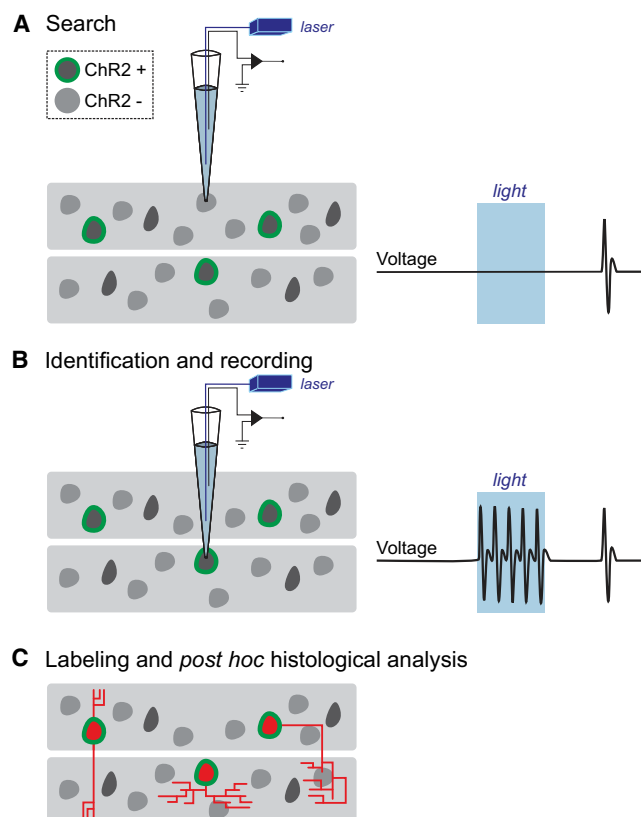 A Search
laser
ChR2 +
ChR2 -
light
Voltage
B Identification and recording
laser
light
Voltage
C Labeling and post hoc histological analysis